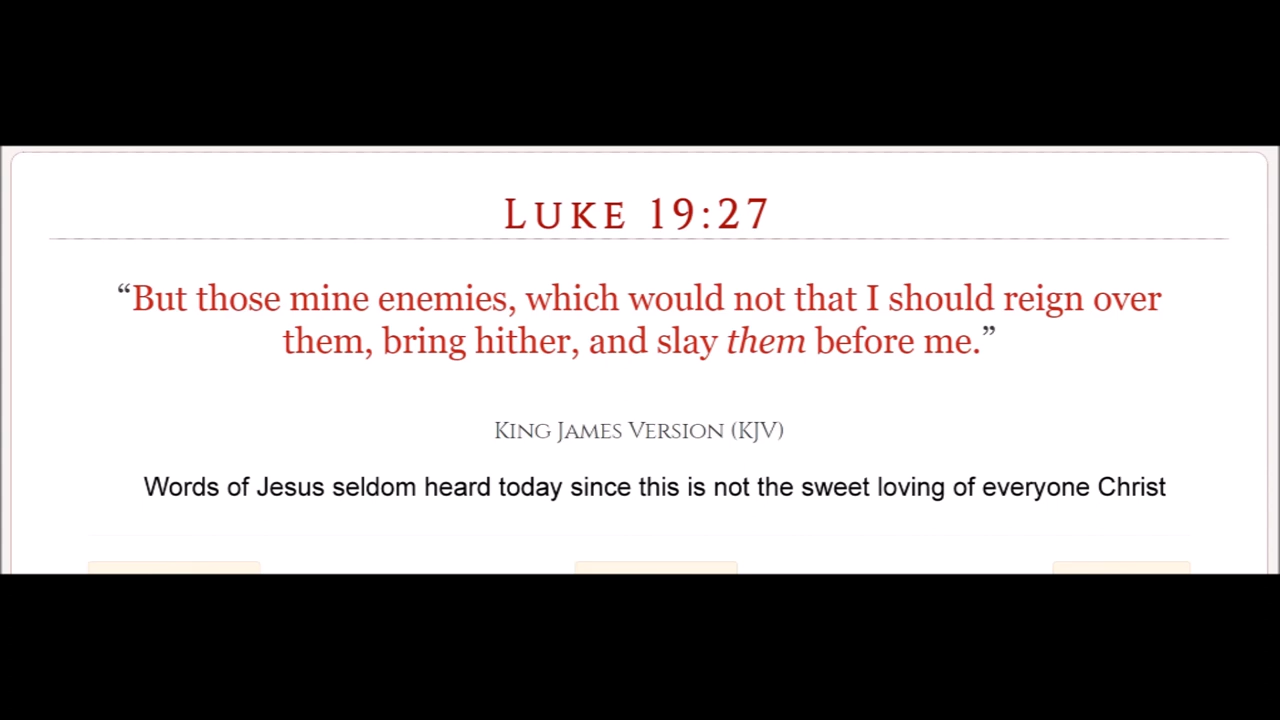 Luke 19:27
“But those mine enemies, which would not that I should reign over
them, bring hither, and slay them before me.”
King James Version (KJV)
Words of Jesus seldom heard today since this is not the sweet loving of everyone Christ